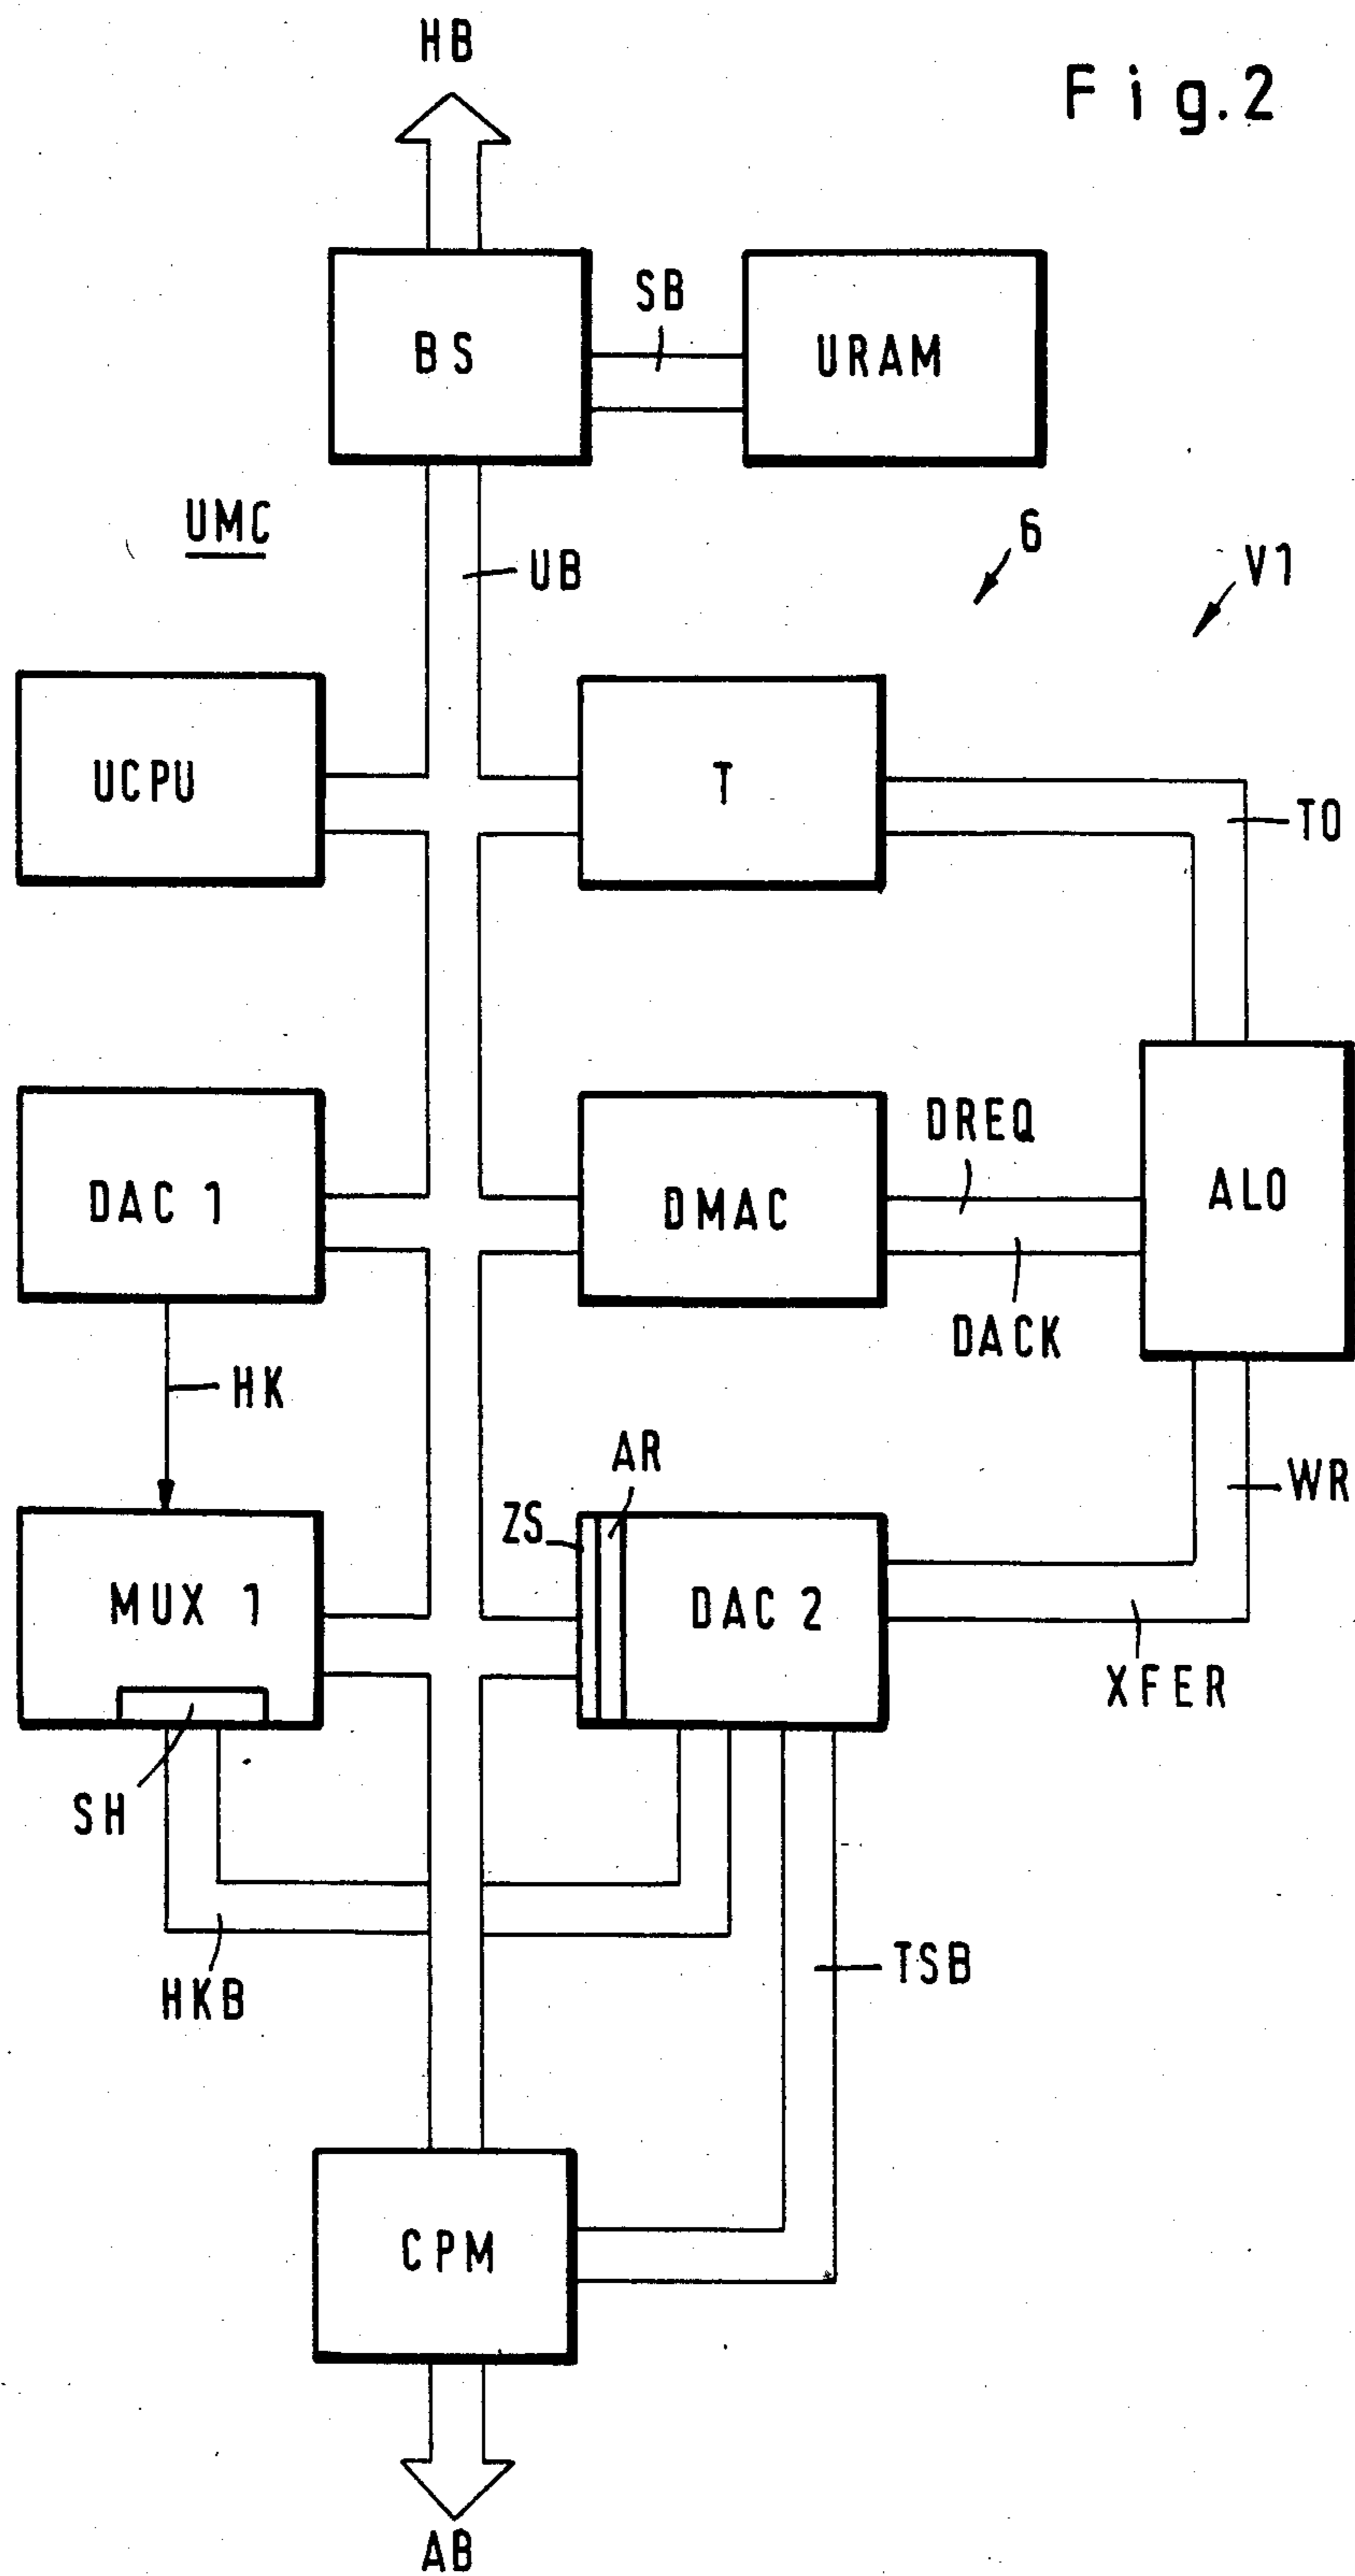 HB
Fig.2
SB
BS
URAM
UMC
6
UB
V1
UCPU
T
TO
DREQ
DAC 1
DMAC
ALO
DACK
HK
AR
WR
ZS
MUX 1
DAC 2
XFER
SH
TSB
HKB
CPM
AB